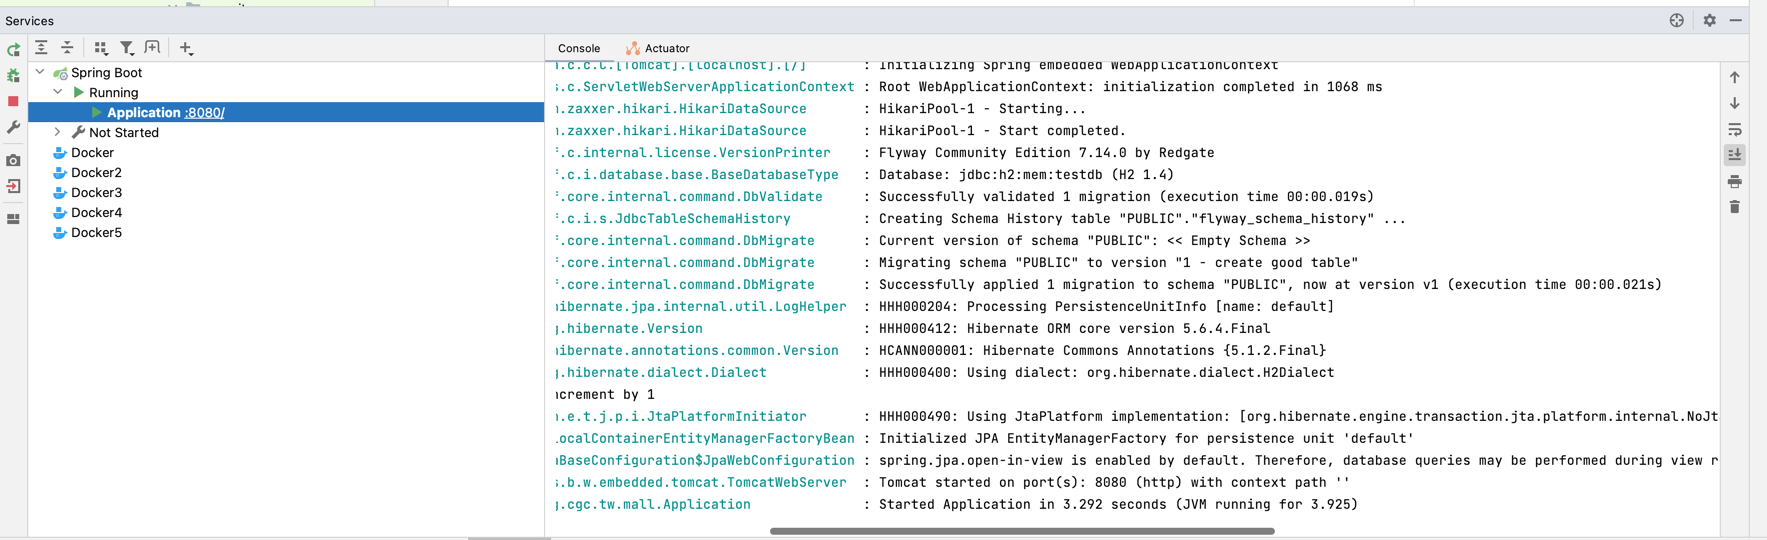 Services
Console
Actuator
Spring Boot
Running
Application :8080/
Not Started
Docker
Docker2
Docker3
Docker4
Docker5
.c.c.C.[Tomcat].[localhost].[/] : Initializing Spring embedded WebApplicationContext
.c.ServletWebServerApplicationContext : Root WebApplicationContext: initialization completed in 1068 ms
.zaxxer.hikari.HikariDataSource : HikariPool-1 - Starting...
.zaxxer.hikari.HikariDataSource : HikariPool-1 - Start completed.
.c.internal.license.VersionPrinter : Flyway Community Edition 7.14.0 by Redgate
.c.i.database.base.BaseDatabaseType : Database: jdbc:h2:mem:testdb (H2 1.4)
.core.internal.command.DbValidate : Successfully validated 1 migration (execution time 00:00.019s)
.c.i.s.JdbcTableSchemaHistory : Creating Schema History table "PUBLIC"."flyway_schema_history" ...
.core.internal.command.DbMigrate : Current version of schema "PUBLIC": << Empty Schema >>
.core.internal.command.DbMigrate : Migrating schema "PUBLIC" to version "1 - create good table"
.core.internal.command.DbMigrate : Successfully applied 1 migration to schema "PUBLIC", now at version v1 (execution time 00:00.021s)
hibernate.jpa.internal.util.LogHelper : HHH000204: Processing PersistenceUnitInfo [name: default]
.hibernate.Version : HHH000412: Hibernate ORM core version 5.6.4.Final
hibernate.annotations.common.Version : HCANN000001: Hibernate Commons Annotations {5.1.2.Final}
.hibernate.dialect.Dialect : HHH000400: Using dialect: org.hibernate.dialect.H2Dialect
ncrement by 1
.e.t.j.p.i.JtaPlatformInitiator : HHH000490: Using JtaPlatform implementation: [org.hibernate.engine.transaction.jta.platform.internal.NoJt
ocalContainerEntityManagerFactoryBean : Initialized JPA EntityManagerFactory for persistence unit 'default'
BaseConfiguration$JpaWebConfiguration : spring.jpa.open-in-view is enabled by default. Therefore, database queries may be performed during view r
.b.w.embedded.tomcat.TomcatWebServer : Tomcat started on port(s): 8080 (http) with context path ''
.cgc.tw.mall.Application : Started Application in 3.292 seconds (JVM running for 3.925)